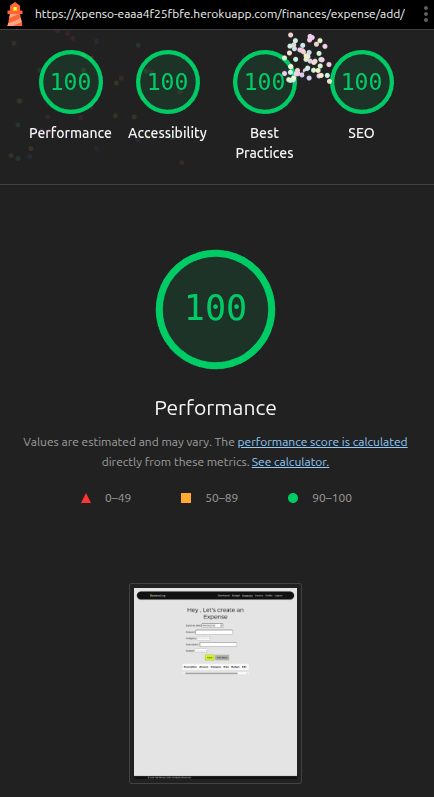 https://xpenso-eaaa4f25fbfe.herokuapp.com/finances/expense/add/
100 100 100 100
Performance Accessibility Best Practices SEO
100
Performance
Values are estimated and may vary. The performance score is calculated
directly from these metrics. See calculator.
0–49 50–89 90–100
Hey , Let's create an
Expense